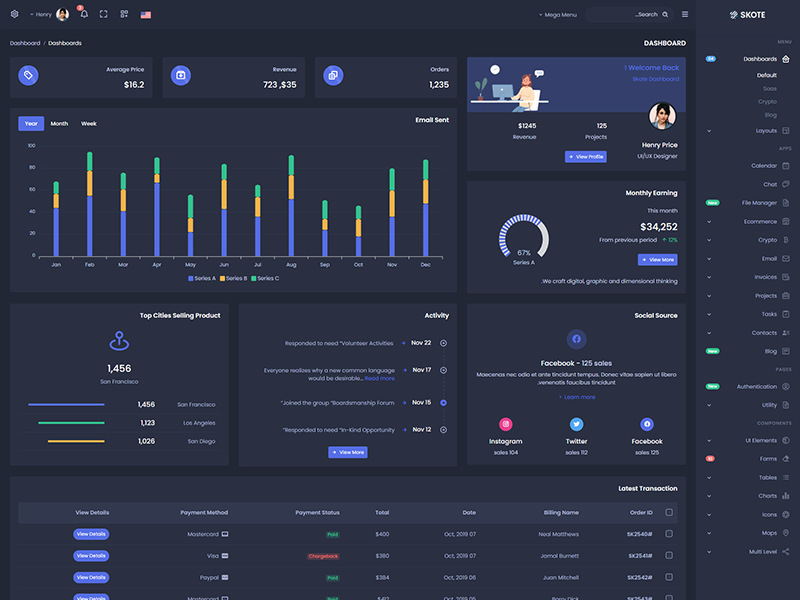 Henry
3
Mega Menu
Search...
SKOTE
Dashboard / Dashboards
DASHBOARD
MENU
04
Dashboards
Default
Saas
Crypto
Blog
Layouts
APPS
Calendar
Chat
New
File Manager
Ecommerce
Crypto
Email
Invoices
Projects
Tasks
Contacts
New
Blog
PAGES
New
Authentication
Utility
COMPONENTS
UI Elements
Forms
Tables
Charts
Icons
Maps
Multi Level
Average Price
$16.2
Revenue
723 ,$35
Orders
1,235
! Welcome Back
Skote Dashboard
$1245
Revenue
125
Projects
View Profile
Henry Price
UI/UX Designer
Year
Month
Week
Email Sent
100
80
60
40
20
0
Jan Feb Mar Apr May Jun Jul Aug Sep Oct Nov Dec
Series A Series B Series C
Monthly Earning
This month
$34,252
From previous period 12%
View More
67%
Series A
.We craft digital, graphic and dimensional thinking
Top Cities Selling Product
1,456
San Francisco
1,456 San Francisco
1,123 Los Angeles
1,026 San Diego
Activity
Responded to need "Volunteer Activities Nov 22
Everyone realizes why a new common language
would be desirable... Read more
Nov 17
"Joined the group "Boardsmanship Forum Nov 15
"Responded to need "In-Kind Opportunity Nov 12
View More
Social Source
Facebook - 125 sales
Maecenas nec odio et ante tincidunt tempus. Donec vitae sapien ut libero
.venenatis faucibus tincidunt
Learn more
Instagram
sales 104
Twitter
sales 112
Facebook
sales 125
Latest Transaction
View Details Payment Method Payment Status Total Date Billing Name Order ID
View Details Mastercard Paid $400 Oct, 2019 07 Neal Matthews SK2540#
View Details Visa Chargeback $380 Oct, 2019 07 Jamal Burnett SK2541#
View Details Paypal Paid $384 Oct, 2019 06 Juan Mitchell SK2542#
View Details Mastercard Paid $412 Oct, 2019 05 Barry Dick SK2543#